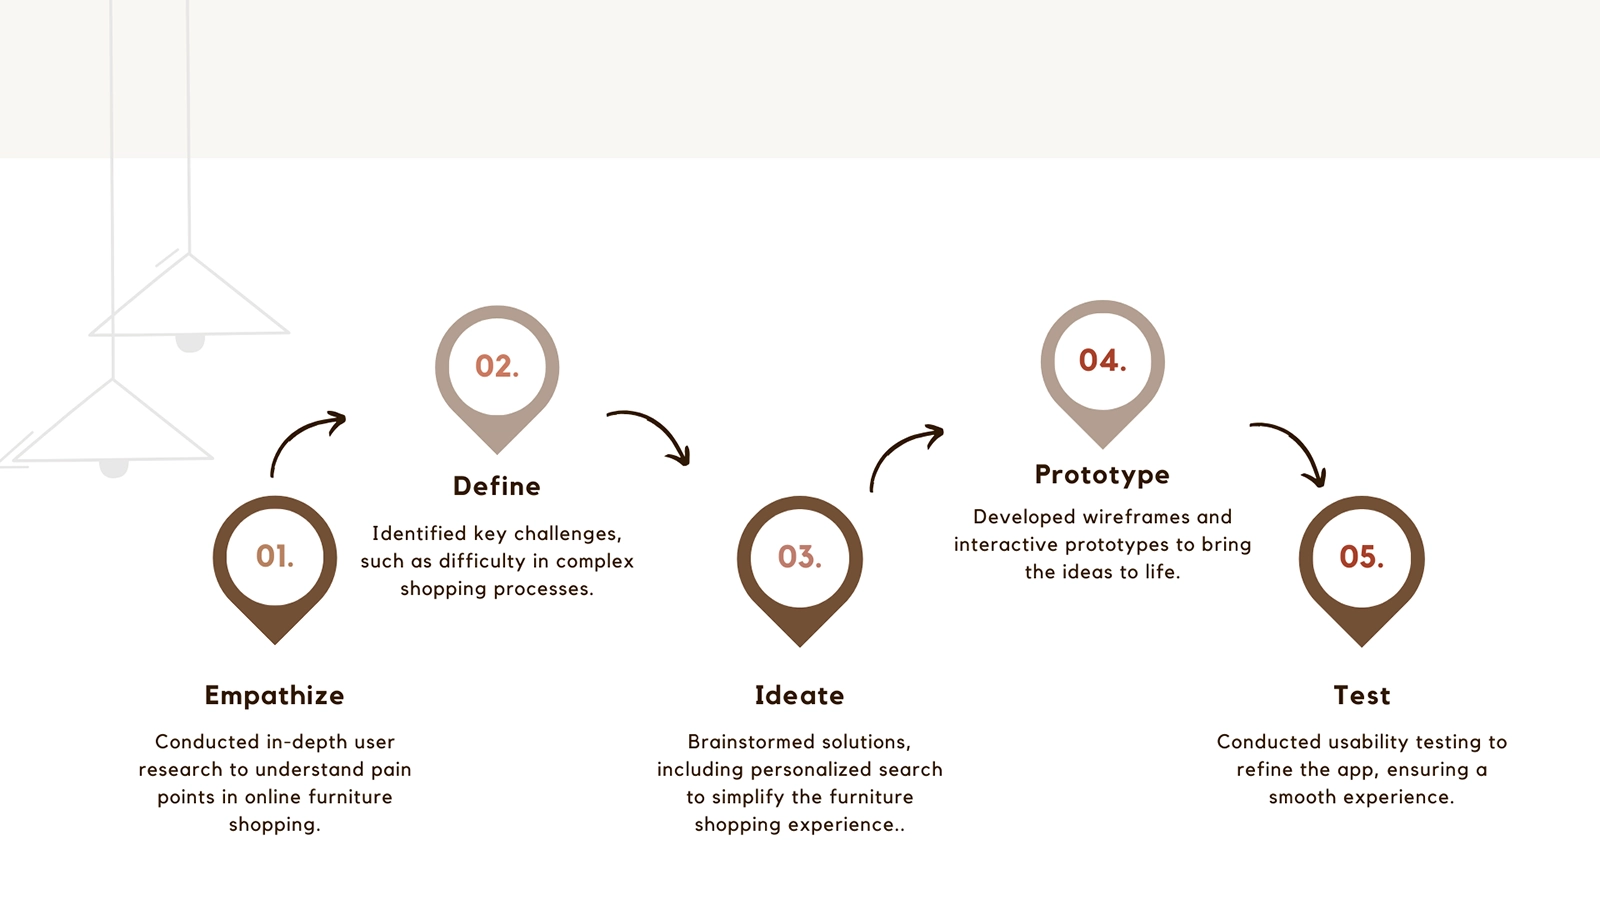 01.
Empathize
Conducted in-depth user
research to understand pain
points in online furniture
shopping.
02.
Define
Identified key challenges,
such as difficulty in complex
shopping processes.
03.
Ideate
Brainstormed solutions,
including personalized search
to simplify the furniture
shopping experience..
04.
Prototype
Developed wireframes and
interactive prototypes to bring
the ideas to life.
05.
Test
Conducted usability testing to
refine the app, ensuring a
smooth experience.